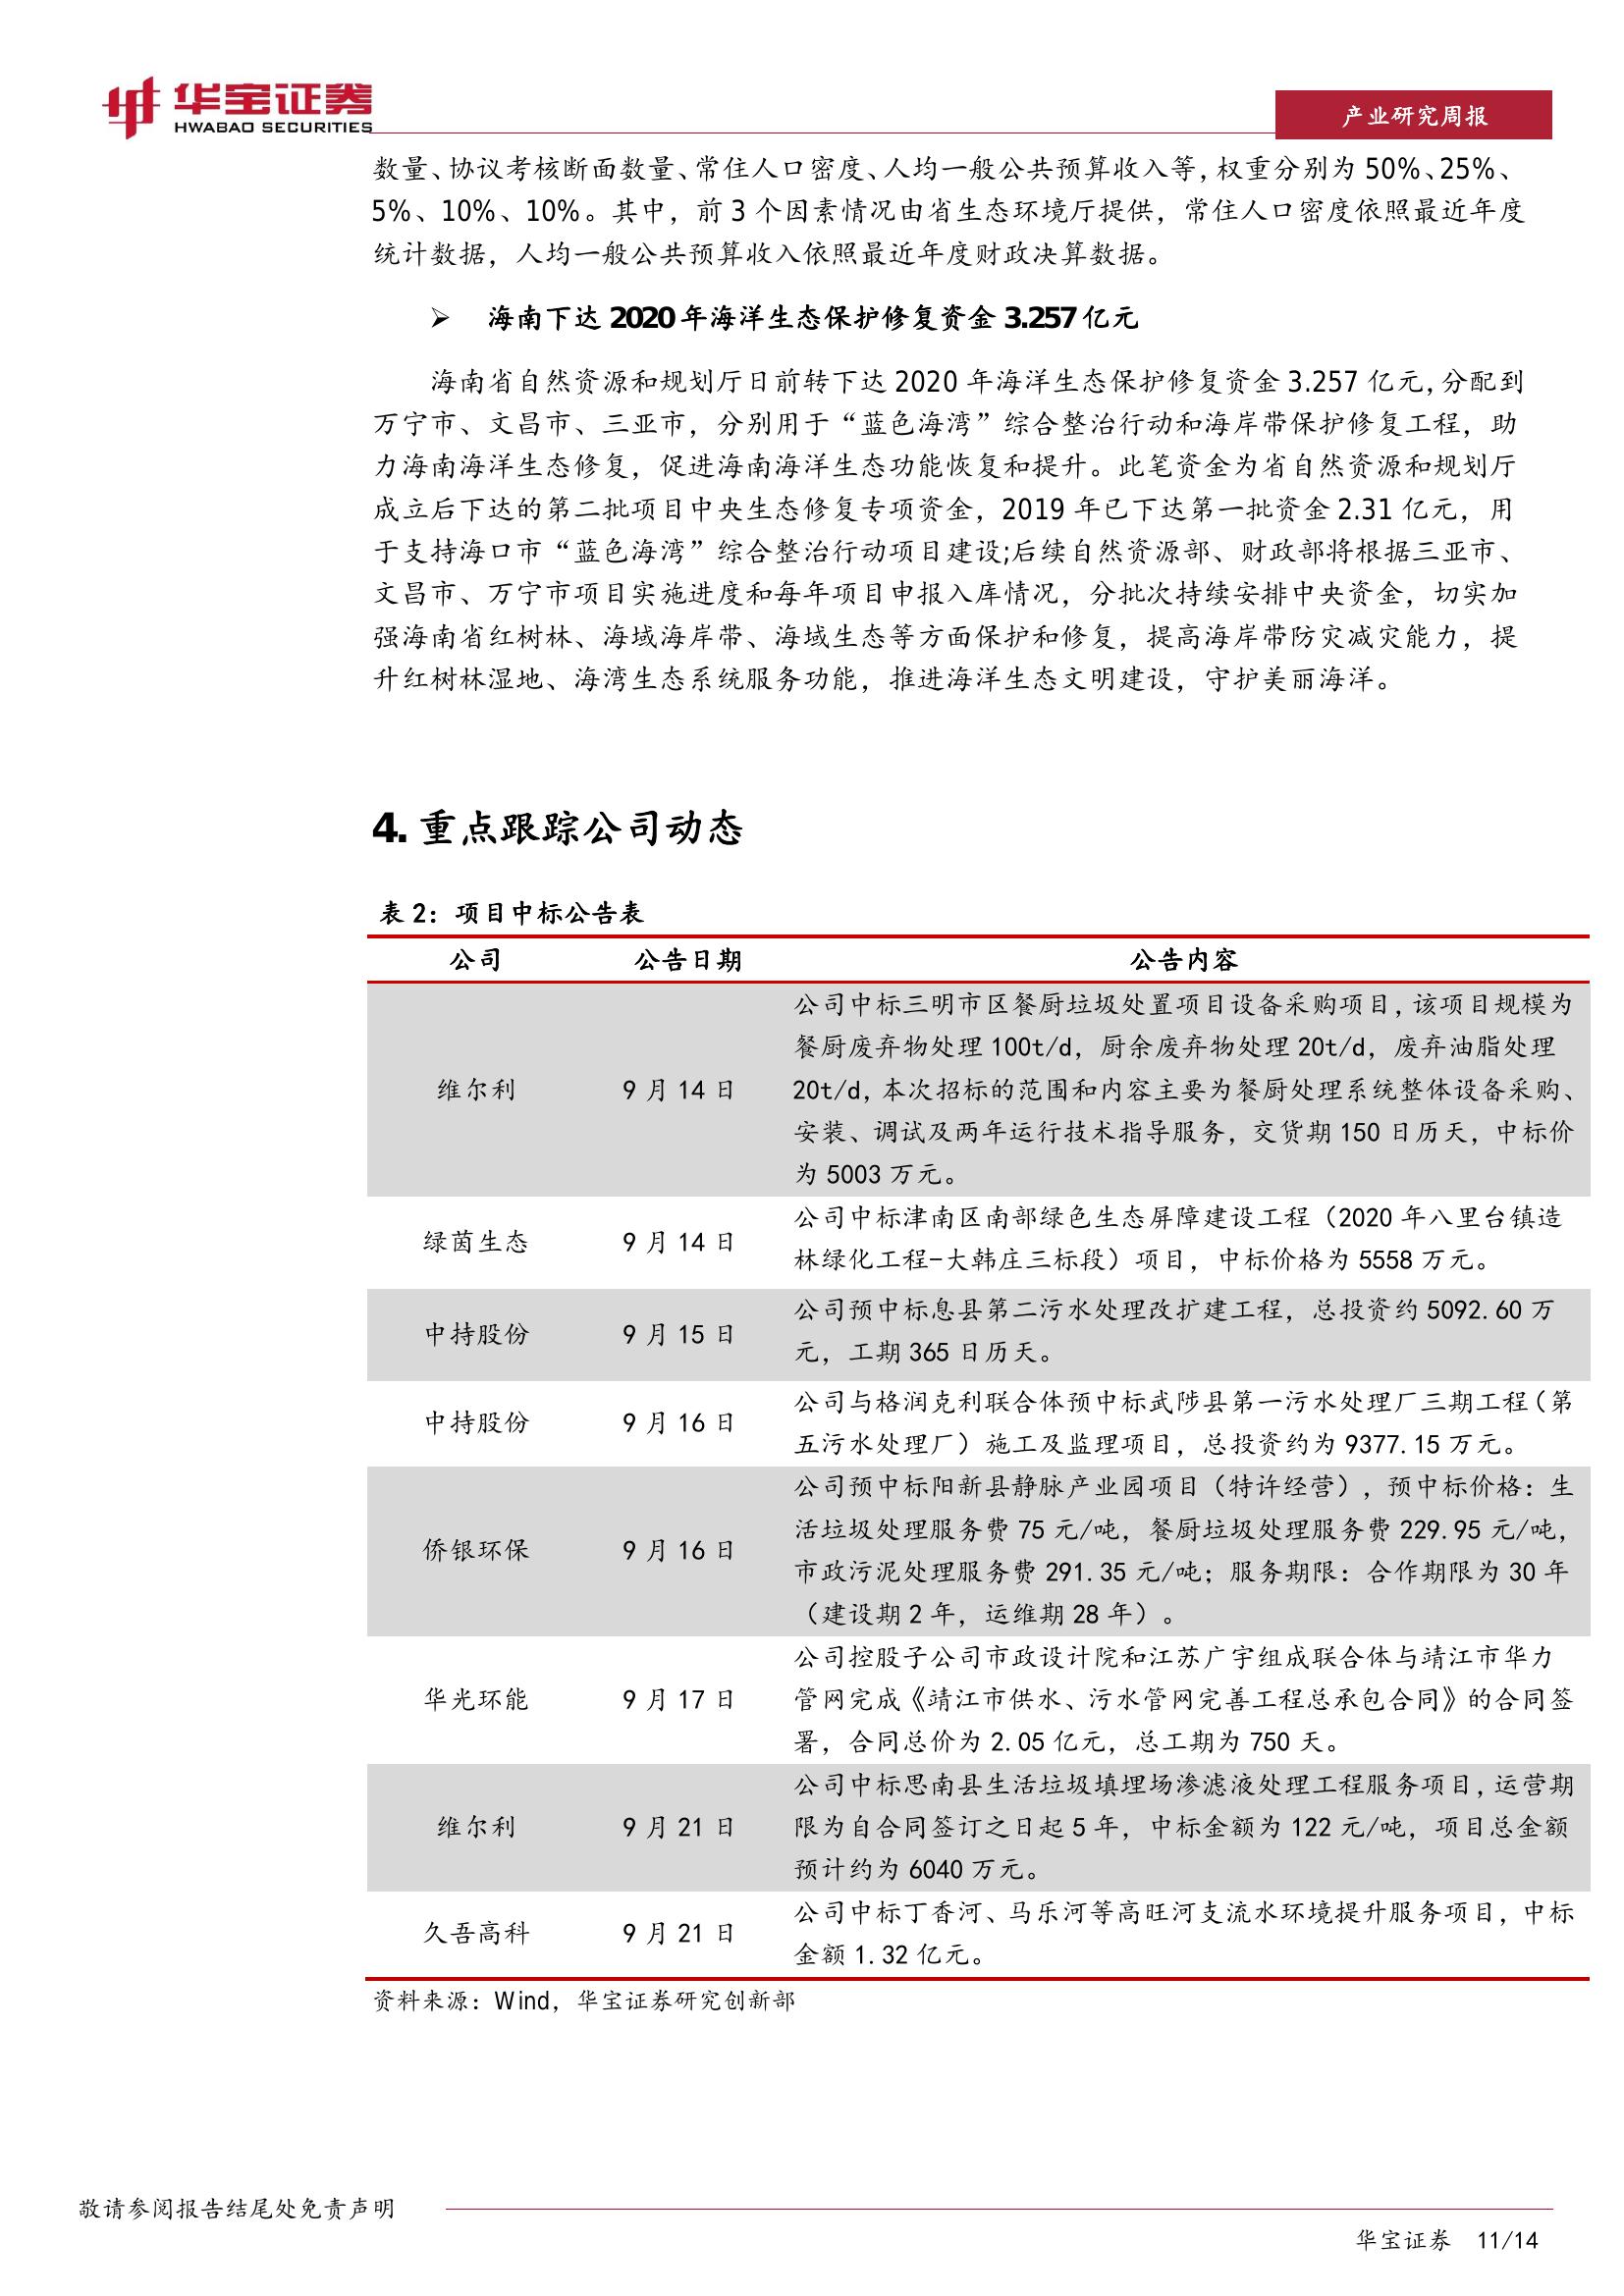 华宝证券
HWABAO SECURITIES
产业研究周报
数量、协议考核断面数量、常住人口密度、人均一般公共预算收入等,权重分别为 50%、25%、
5%、10%、10%。其中，前 3 个因素情况由省生态环境厅提供，常住人口密度依照最近年度
统计数据，人均一般公共预算收入依照最近年度财政决算数据。
➢ 海南下达 2020 年海洋生态保护修复资金 3.257 亿元
海南省自然资源和规划厅日前转下达 2020 年海洋生态保护修复资金 3.257 亿元,分配到
万宁市、文昌市、三亚市，分别用于“蓝色海湾”综合整治行动和海岸带保护修复工程，助
力海南海洋生态修复，促进海南海洋生态功能恢复和提升。此笔资金为省自然资源和规划厅
成立后下达的第二批项目中央生态修复专项资金，2019 年已下达第一批资金 2.31 亿元，用
于支持海口市“蓝色海湾”综合整治行动项目建设;后续自然资源部、财政部将根据三亚市、
文昌市、万宁市项目实施进度和每年项目申报入库情况，分批次持续安排中央资金，切实加
强海南省红树林、海域海岸带、海域生态等方面保护和修复，提高海岸带防灾减灾能力，提
升红树林湿地、海湾生态系统服务功能，推进海洋生态文明建设，守护美丽海洋。
4. 重点跟踪公司动态
表 2：项目中标公告表
公司 公告日期 公告内容
公司中标三明市区餐厨垃圾处置项目设备采购项目,该项目规模为
餐厨废弃物处理 100t/d，厨余废弃物处理 20t/d，废弃油脂处理
维尔利 9 月 14 日 20t/d,本次招标的范围和内容主要为餐厨处理系统整体设备采购、
安装、调试及两年运行技术指导服务，交货期 150 日历天，中标价
为 5003 万元。
绿茵生态 9 月 14 日 公司中标津南区南部绿色生态屏障建设工程（2020 年八里台镇造
林绿化工程-大韩庄三标段）项目，中标价格为 5558 万元。
中持股份 9 月 15 日 公司预中标息县第二污水处理改扩建工程，总投资约 5092.60 万
元，工期 365 日历天。
中持股份 9 月 16 日 公司与格润克利联合体预中标武陟县第一污水处理厂三期工程（第
五污水处理厂）施工及监理项目，总投资约为 9377.15 万元。
公司预中标阳新县静脉产业园项目（特许经营），预中标价格：生
侨银环保 9 月 16 日 活垃圾处理服务费 75 元/吨，餐厨垃圾处理服务费 229.95 元/吨，
市政污泥处理服务费 291.35 元/吨；服务期限：合作期限为 30 年
（建设期 2 年，运维期 28 年）。
公司控股子公司市政设计院和江苏广宇组成联合体与靖江市华力
华光环能 9 月 17 日 管网完成《靖江市供水、污水管网完善工程总承包合同》的合同签
署，合同总价为 2.05 亿元，总工期为 750 天。
公司中标思南县生活垃圾填埋场渗滤液处理工程服务项目,运营期
维尔利 9 月 21 日 限为自合同签订之日起 5 年，中标金额为 122 元/吨，项目总金额
预计约为 6040 万元。
久吾高科 9 月 21 日 公司中标丁香河、马乐河等高旺河支流水环境提升服务项目，中标
金额 1.32 亿元。
资料来源：Wind，华宝证券研究创新部
敬请参阅报告结尾处免责声明
华宝证券 11/14